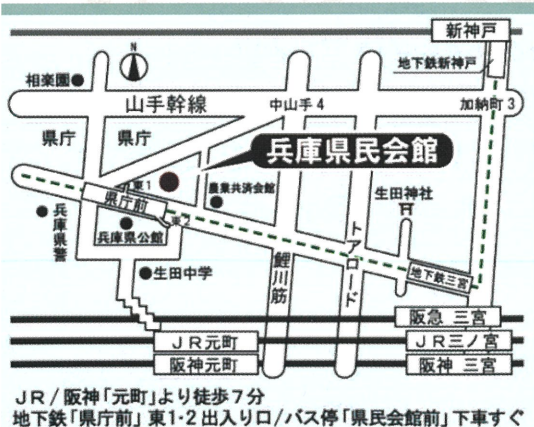 新神戸
N
地下鉄新神戸
相楽園
山手幹線
中山手4
加納町3
県庁
県庁
兵庫県民会館
東1
県庁前
農業共済会館
生田神社
東2
兵庫県警
兵庫県公館
生田中学
鯉川筋
トアロード
地下鉄三宮
阪急 三宮
JR元町
JR三ノ宮
阪神元町
阪神 三宮
JR/阪神「元町」より徒歩7分
地下鉄「県庁前」東1・2出入り口/バス停「県民会館前」下車すぐ